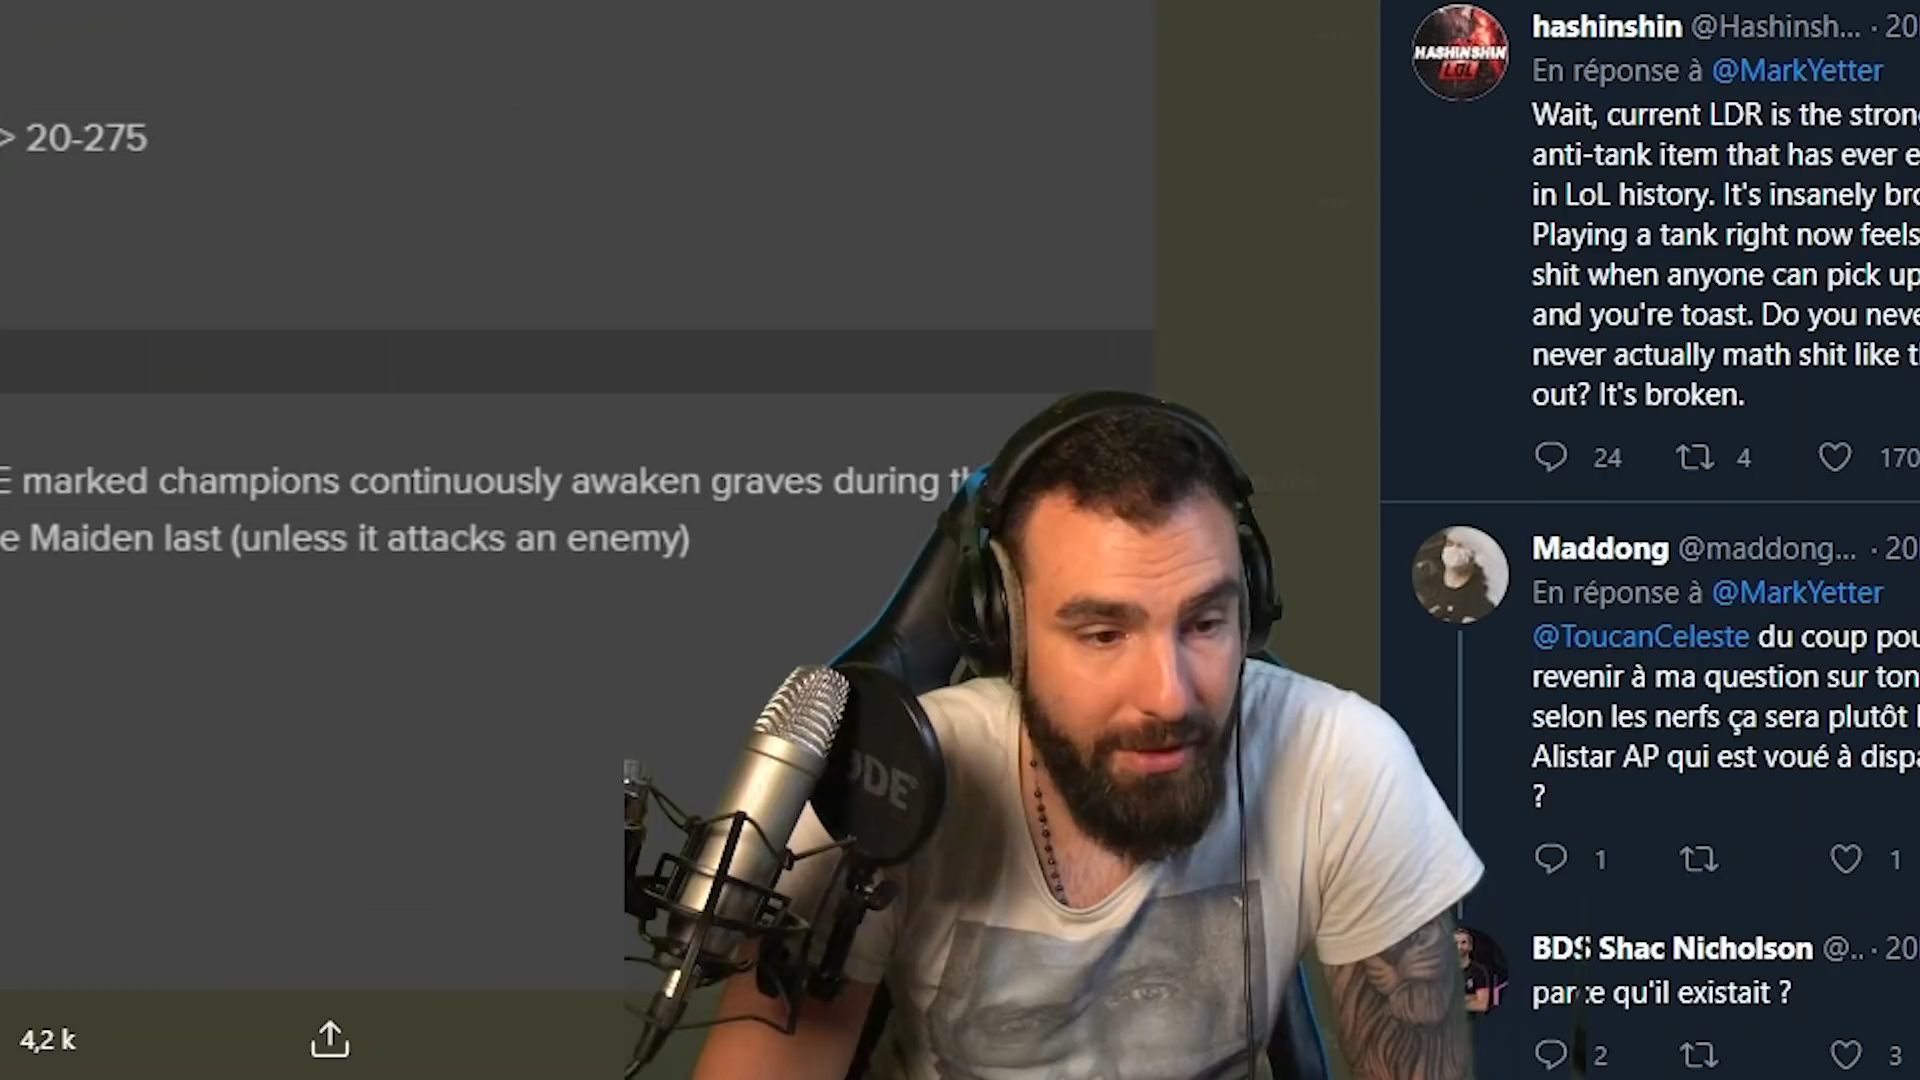 > 20-275
E marked champions continuously awaken graves during
e Maiden last (unless it attacks an enemy)
4,2 k
ODE
HASHINSHIN
LOL
hashinshin @Hashinsh... · 20
En réponse à @MarkYetter
Wait, current LDR is the stron
anti-tank item that has ever e
in LoL history. It's insanely bro
Playing a tank right now feels
shit when anyone can pick up
and you're toast. Do you neve
never actually math shit like th
out? It's broken.
24 4 170
Maddong @maddong... · 20
En réponse à @MarkYetter
@ToucanCeleste du coup pou
revenir à ma question sur ton
selon les nerfs ça sera plutôt
Alistar AP qui est voué à dispa
?
1 1
BDS Shac Nicholson @.. · 20
parce qu'il existait ?
2 3